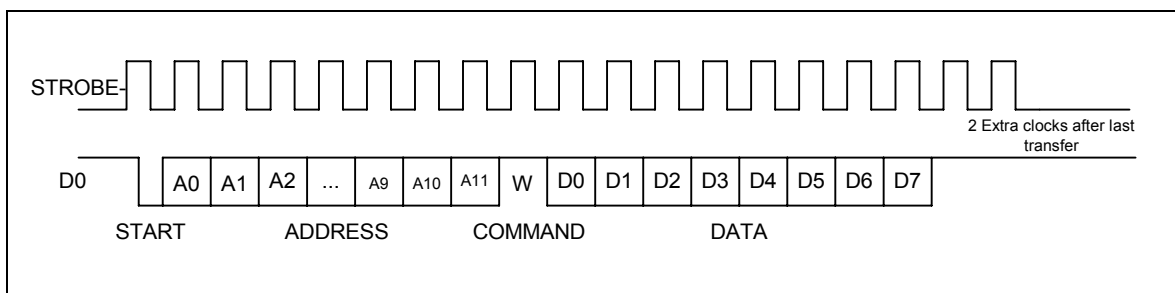 STROBE-
2 Extra clocks after last
transfer
D0 A0 A1 A2 ... A9 A10 A11 W D0 D1 D2 D3 D4 D5 D6 D7
START ADDRESS COMMAND DATA